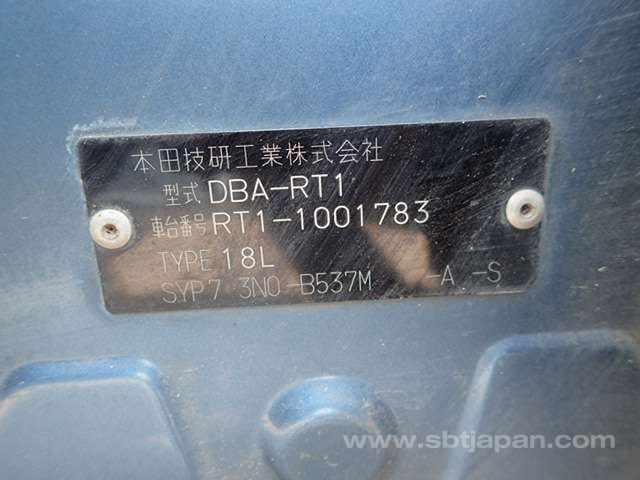 本田技研工業株式会社
型式 DBA-RT1
車台番号 RT1-1001783
TYPE 18L
SYP7 3N0-B537M -A -S
www.sbtjapan.com